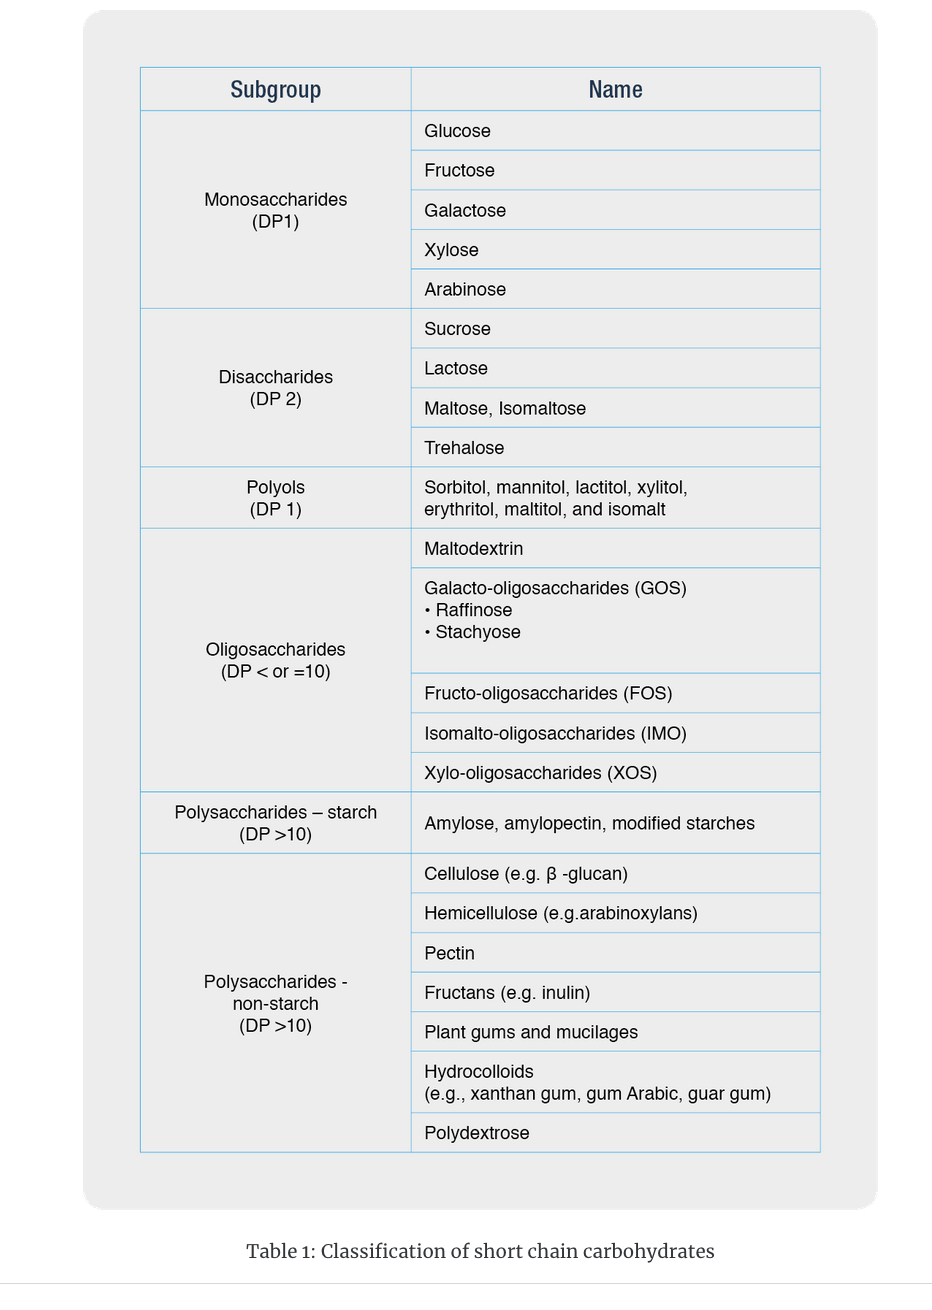 Subgroup
Name
Monosaccharides
(DP1)
Glucose
Fructose
Galactose
Xylose
Arabinose
Disaccharides
(DP 2)
Sucrose
Lactose
Maltose, Isomaltose
Trehalose
Polyols
(DP 1)
Sorbitol, mannitol, lactitol, xylitol,
erythritol, maltitol, and isomalt
Oligosaccharides
(DP < or =10)
Maltodextrin
Galacto-oligosaccharides (GOS)
• Raffinose
• Stachyose
Fructo-oligosaccharides (FOS)
Isomalto-oligosaccharides (IMO)
Xylo-oligosaccharides (XOS)
Polysaccharides – starch
(DP >10)
Amylose, amylopectin, modified starches
Polysaccharides -
non-starch
(DP >10)
Cellulose (e.g. β -glucan)
Hemicellulose (e.g.arabinoxylans)
Pectin
Fructans (e.g. inulin)
Plant gums and mucilages
Hydrocolloids
(e.g., xanthan gum, gum Arabic, guar gum)
Polydextrose
Table 1: Classification of short chain carbohydrates